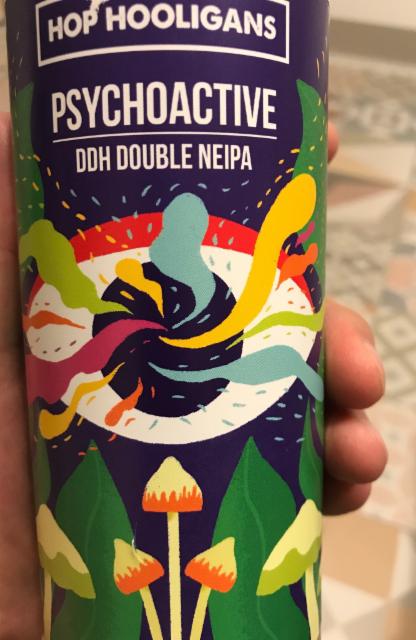 HOP HOOLIGANS
PSYCHOACTIVE
DDH DOUBLE NEIPA